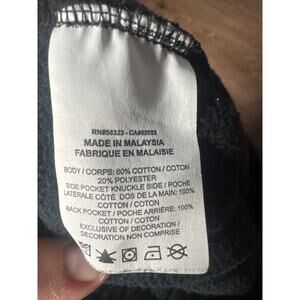 RN#56323 - CA#05553
MADE IN MALAYSIA
FABRIQUE EN MALAISIE
BODY / CORPS: 80% COTTON / COTON
20% POLYESTER
SIDE POCKET KNUCKLE SIDE / POCHE
LATÉRALE CÔTÉ DOS DE LA MAIN: 100%
COTTON / COTON
BACK POCKET / POCHE ARRIÈRE: 100%
COTTON / COTON
EXCLUSIVE OF DECORATION /
DECORATION NON COMPRISE